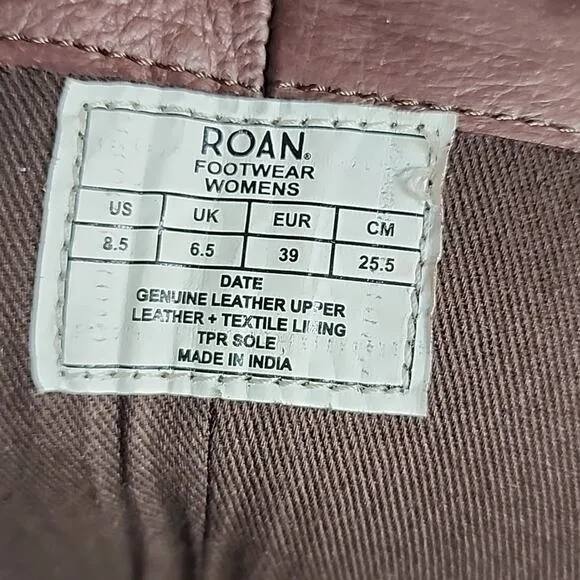 ROAN®
FOOTWEAR
WOMENS
US UK EUR CM
8.5 6.5 39 25.5
DATE
GENUINE LEATHER UPPER
LEATHER + TEXTILE LINING
TPR SOLE
MADE IN INDIA